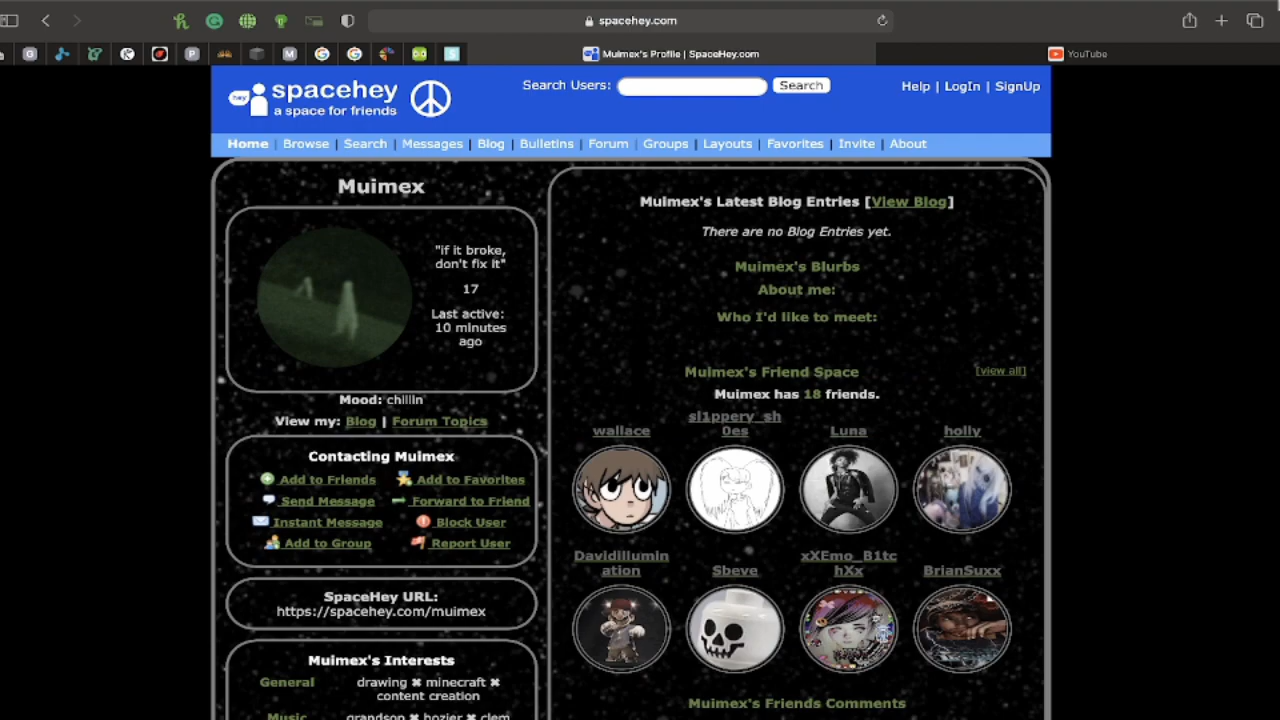 spacehey.com
Muimex's Profile | SpaceHey.com
YouTube
hey
spacehey
a space for friends
Search Users:
Search
Help | LogIn | SignUp
Home | Browse | Search | Messages | Blog | Bulletins | Forum | Groups | Layouts | Favorites | Invite | About
Muimex
"if it broke,
don't fix it"
17
Last active:
10 minutes
ago
Mood: chillin
View my: Blog | Forum Topics
Contacting Muimex
Add to Friends
Add to Favorites
Send Message
Forward to Friend
Instant Message
Block User
Add to Group
Report User
SpaceHey URL:
https://spacehey.com/muimex
Muimex's Interests
General
drawing ✖ minecraft ✖
content creation
Music
grandson ✖ hozier ✖ clem
Muimex's Latest Blog Entries [View Blog]
There are no Blog Entries yet.
Muimex's Blurbs
About me:
Who I'd like to meet:
Muimex's Friend Space
[view all]
Muimex has 18 friends.
wallace
sl1ppery_sh
0es
Luna
holly
Davidillumin
ation
Sbeve
xXEmo_B1tc
hXx
BrianSuxx
Muimex's Friends Comments